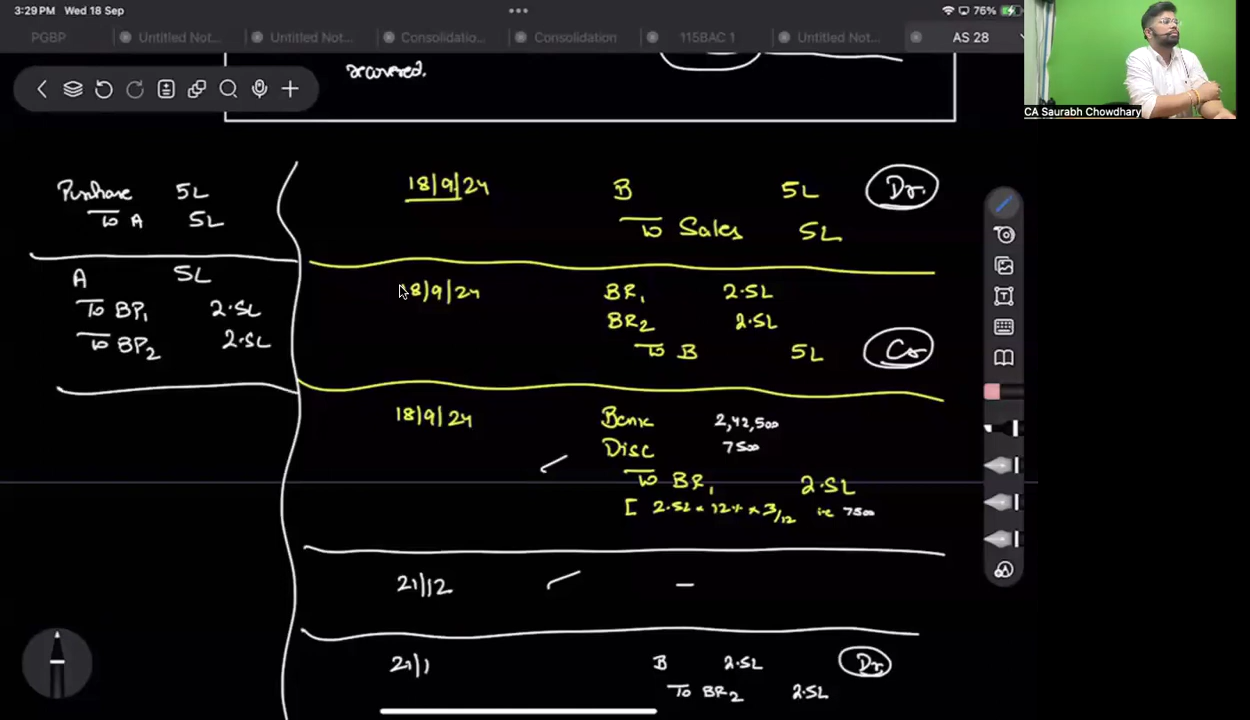 3:29 PM Wed 18 Sep
76%
PGBP
Untitled Not...
Untitled Not...
Consolidatio...
Consolidation
115BAC 1
Untitled Not...
AS 28
recovered.
CA Saurabh Chowdhary
Purchase 5L
To A 5L
A 5L
To BP1 2.5L
To BP2 2.5L
18/9/24 B 5L Dr.
To Sales 5L
18/9/24 BR1 2.5L
BR2 2.5L
To B 5L Cr
18/9/24 Bank 2,42,500
Disc 7500
To BR1 2.5L
[ 2.5L × 12% × 3/12 ie 7500
21/12 —
21/1 B 2.5L Dr.
To BR2 2.5L